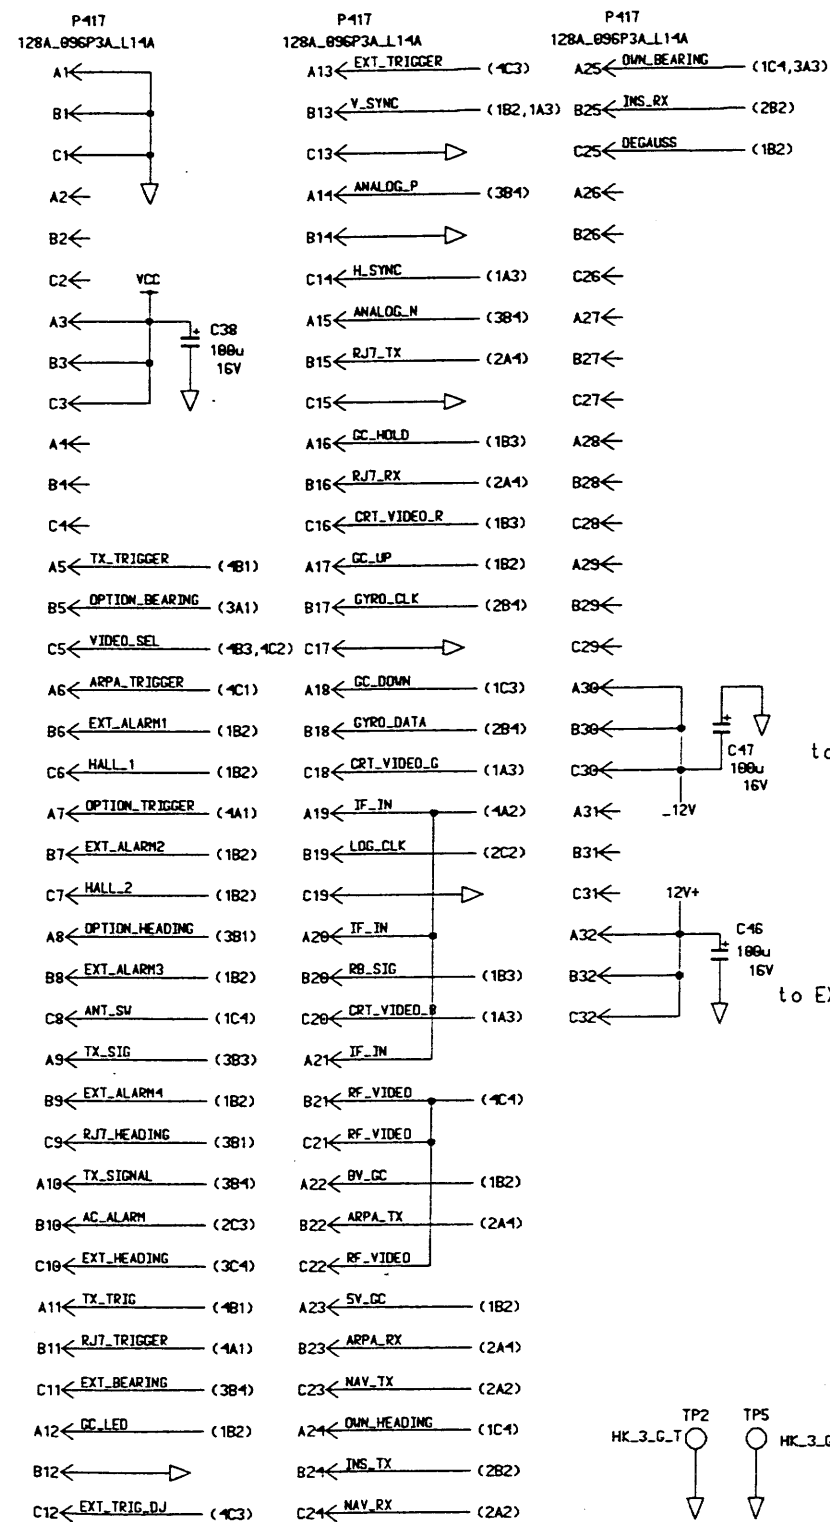 P417
128A_096P3A_L14A
A1
B1
C1
A2
B2
C2
VCC
A3
C38
100u
16V
B3
C3
A4
B4
C4
A5 TX_TRIGGER (4B1)
B5 OPTION_BEARING (3A1)
C5 VIDEO_SEL (4B3,4C2)
A6 ARPA_TRIGGER (4C1)
B6 EXT_ALARM1 (1B2)
C6 HALL_1 (1B2)
A7 OPTION_TRIGGER (4A1)
B7 EXT_ALARM2 (1B2)
C7 HALL_2 (1B2)
A8 OPTION_HEADING (3B1)
B8 EXT_ALARM3 (1B2)
C8 ANT_SW (1C4)
A9 TX_SIG (3B3)
B9 EXT_ALARM4 (1B2)
C9 RJ7_HEADING (3B1)
A10 TX_SIGNAL (3B4)
B10 AC_ALARM (2C3)
C10 EXT_HEADING (3C4)
A11 TX_TRIG (4B1)
B11 RJ7_TRIGGER (4A1)
C11 EXT_BEARING (3B4)
A12 GC_LED (1B2)
B12
C12 EXT_TRIG_DJ (4C3)
P417
128A_096P3A_L14A
A13 EXT_TRIGGER (4C3)
B13 V_SYNC (1B2,1A3)
C13
A14 ANALOG_P (3B4)
B14
C14 H_SYNC (1A3)
A15 ANALOG_N (3B4)
B15 RJ7_TX (2A4)
C15
A16 GC_HOLD (1B3)
B16 RJ7_RX (2A4)
C16 CRT_VIDEO_R (1B3)
A17 GC_UP (1B2)
B17 GYRO_CLK (2B4)
C17
A18 GC_DOWN (1C3)
B18 GYRO_DATA (2B4)
C18 CRT_VIDEO_G (1A3)
A19 IF_IN (4A2)
B19 LOG_CLK (2C2)
C19
A20 IF_IN
B20 RB_SIG (1B3)
C20 CRT_VIDEO_B (1A3)
A21 IF_IN
B21 RF_VIDEO (4C4)
C21 RF_VIDEO
A22 BV_GC (1B2)
B22 ARPA_TX (2A4)
C22 RF_VIDEO
A23 SV_GC (1B2)
B23 ARPA_RX (2A4)
C23 NAV_TX (2A2)
A24 OWN_HEADING (1C4)
B24 INS_TX (2B2)
C24 NAV_RX (2A2)
P417
128A_096P3A_L14A
A25 OWN_BEARING (1C4,3A3)
B25 INS_RX (2B2)
C25 DEGAUSS (1B2)
A26
B26
C26
A27
B27
C27
A28
B28
C28
A29
B29
C29
A30
B30
C47
100u
16V
C30
_12V
A31
B31
C31
12V+
A32
C46
100u
16V
B32
C32
to
to EX
TP2
HK_3_G_T
TP5
HK_3_G